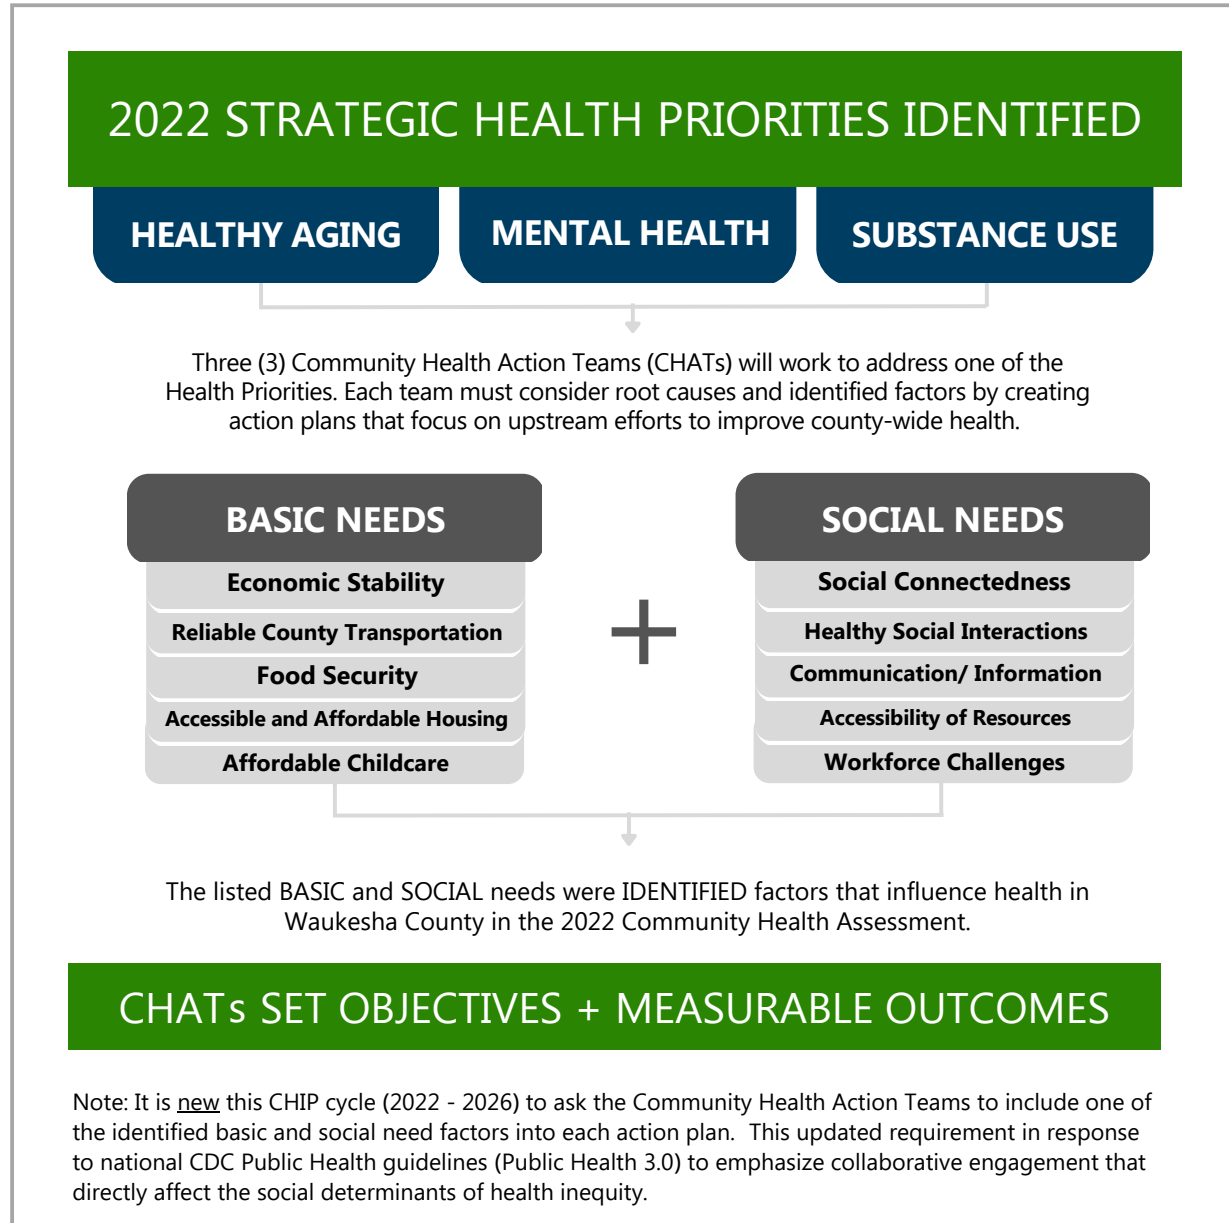 2022 STRATEGIC HEALTH PRIORITIES IDENTIFIED
HEALTHY AGING
MENTAL HEALTH
SUBSTANCE USE
Three (3) Community Health Action Teams (CHATs) will work to address one of the
Health Priorities. Each team must consider root causes and identified factors by creating
action plans that focus on upstream efforts to improve county-wide health.
BASIC NEEDS
Economic Stability
Reliable County Transportation
Food Security
Accessible and Affordable Housing
Affordable Childcare
+
SOCIAL NEEDS
Social Connectedness
Healthy Social Interactions
Communication/ Information
Accessibility of Resources
Workforce Challenges
The listed BASIC and SOCIAL needs were IDENTIFIED factors that influence health in
Waukesha County in the 2022 Community Health Assessment.
CHATs SET OBJECTIVES + MEASURABLE OUTCOMES
Note: It is new this CHIP cycle (2022 - 2026) to ask the Community Health Action Teams to include one of
the identified basic and social need factors into each action plan.  This updated requirement in response
to national CDC Public Health guidelines (Public Health 3.0) to emphasize collaborative engagement that
directly affect the social determinants of health inequity.